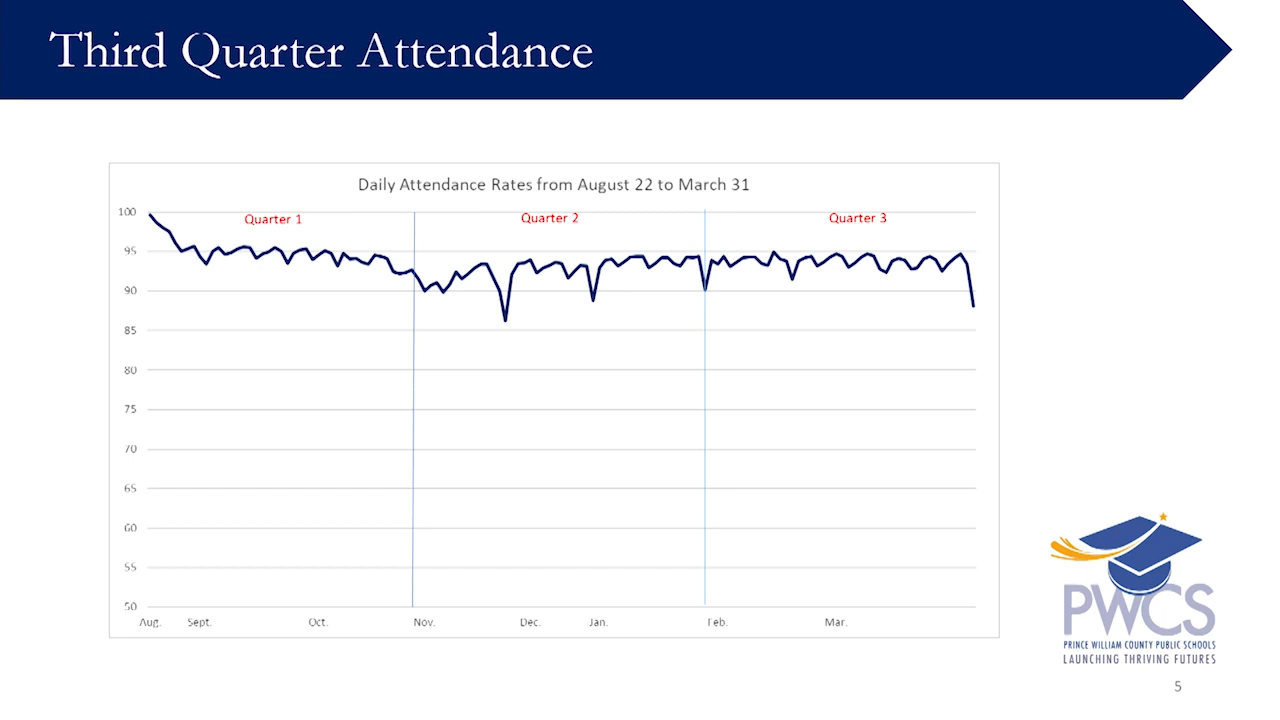 Third Quarter Attendance
Daily Attendance Rates from August 22 to March 31
Quarter 1 Quarter 2 Quarter 3
100
95
90
85
80
75
70
65
60
55
50
Aug. Sept. Oct. Nov. Dec. Jan. Feb. Mar.
PWCS
PRINCE WILLIAM COUNTY PUBLIC SCHOOLS
LAUNCHING THRIVING FUTURES
5